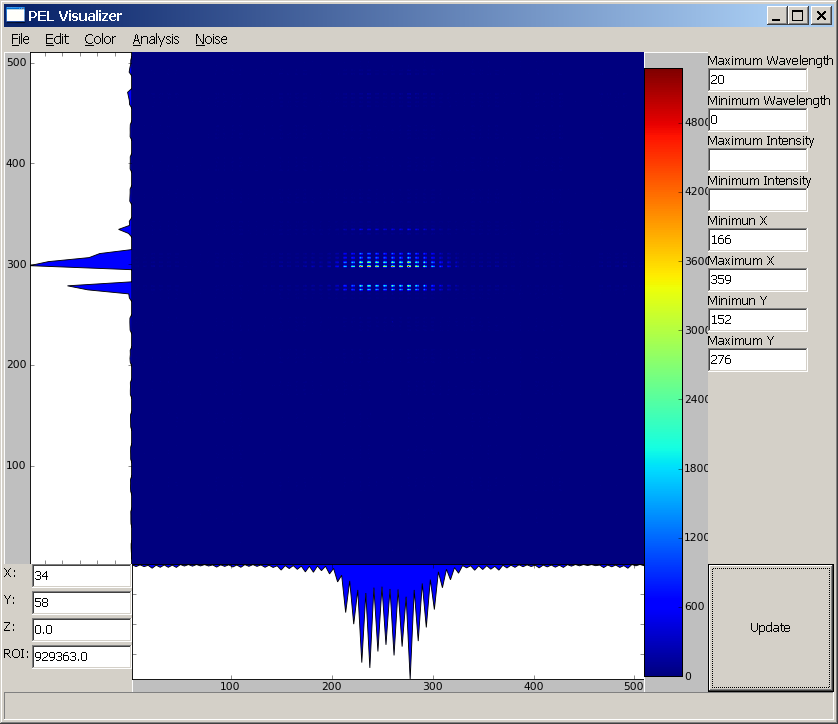 PEL Visualizer
File Edit Color Analysis Noise
500
400
300
200
100
4800
4200
3600
3000
2400
1800
1200
600
0
Maximum Wavelength
20
Minimum Wavelength
0
Maximum Intensity
Minimum Intensity
Minimun X
166
Maximum X
359
Minimun Y
152
Maximum Y
276
X: 34
Y: 58
Z: 0.0
ROI: 929363.0
100 200 300 400 500
Update